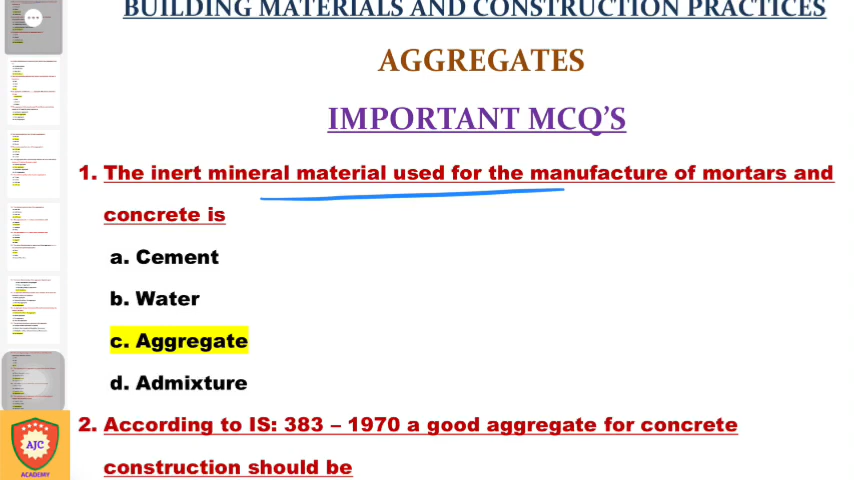 BUILDING MATERIALS AND CONSTRUCTION PRACTICES
AGGREGATES
IMPORTANT MCQ'S
1. The inert mineral material used for the manufacture of mortars and
concrete is
a. Cement
b. Water
c. Aggregate
d. Admixture
2. According to IS: 383 – 1970 a good aggregate for concrete
construction should be
AJC
ACADEMY